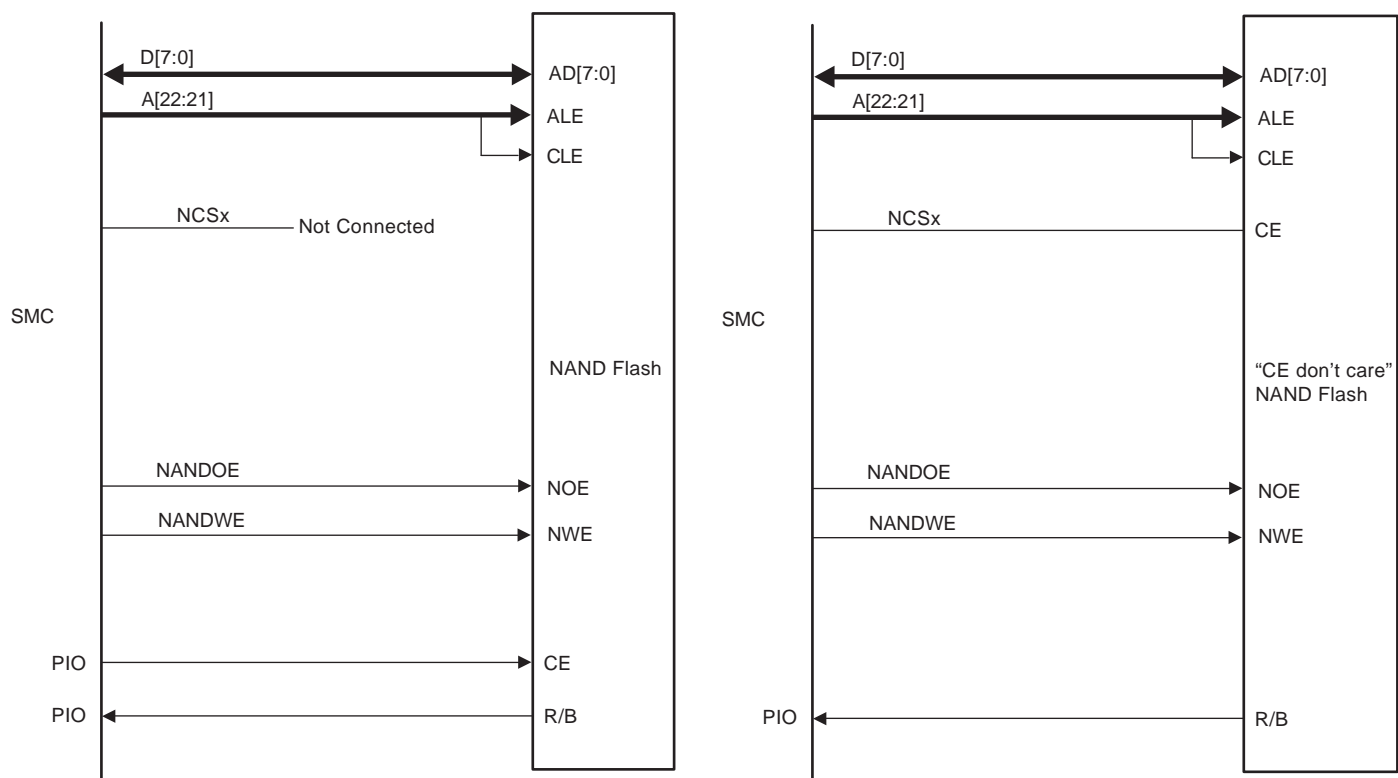 D[7:0]
AD[7:0]
A[22:21]
ALE
CLE
NCSx
Not Connected
SMC
NAND Flash
NANDOE
NOE
NANDWE
NWE
PIO
CE
PIO
R/B
D[7:0]
AD[7:0]
A[22:21]
ALE
CLE
NCSx
CE
SMC
“CE don’t care”
NAND Flash
NANDOE
NOE
NANDWE
NWE
PIO
R/B